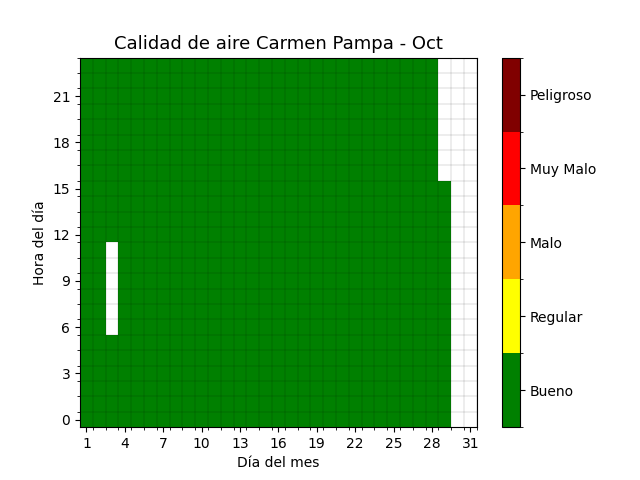 Calidad de aire Carmen Pampa - Oct
Hora del día
21
18
15
12
9
6
3
0
1 4 7 10 13 16 19 22 25 28 31
Día del mes
Peligroso
Muy Malo
Malo
Regular
Bueno